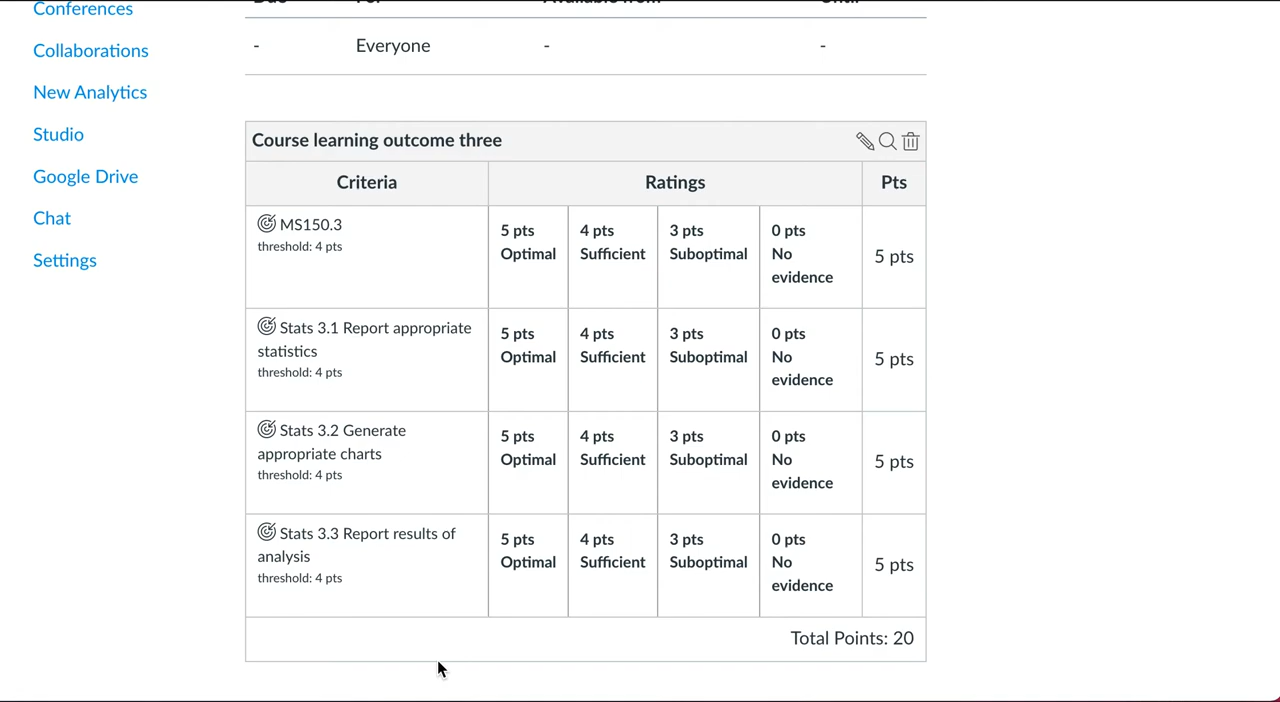 Conferences
Collaborations
New Analytics
Studio
Google Drive
Chat
Settings
Due For Available from Until
- Everyone - -
Course learning outcome three
Criteria Ratings Pts
MS150.3
threshold: 4 pts
5 pts
Optimal
4 pts
Sufficient
3 pts
Suboptimal
0 pts
No
evidence
5 pts
Stats 3.1 Report appropriate
statistics
threshold: 4 pts
5 pts
Optimal
4 pts
Sufficient
3 pts
Suboptimal
0 pts
No
evidence
5 pts
Stats 3.2 Generate
appropriate charts
threshold: 4 pts
5 pts
Optimal
4 pts
Sufficient
3 pts
Suboptimal
0 pts
No
evidence
5 pts
Stats 3.3 Report results of
analysis
threshold: 4 pts
5 pts
Optimal
4 pts
Sufficient
3 pts
Suboptimal
0 pts
No
evidence
5 pts
Total Points: 20